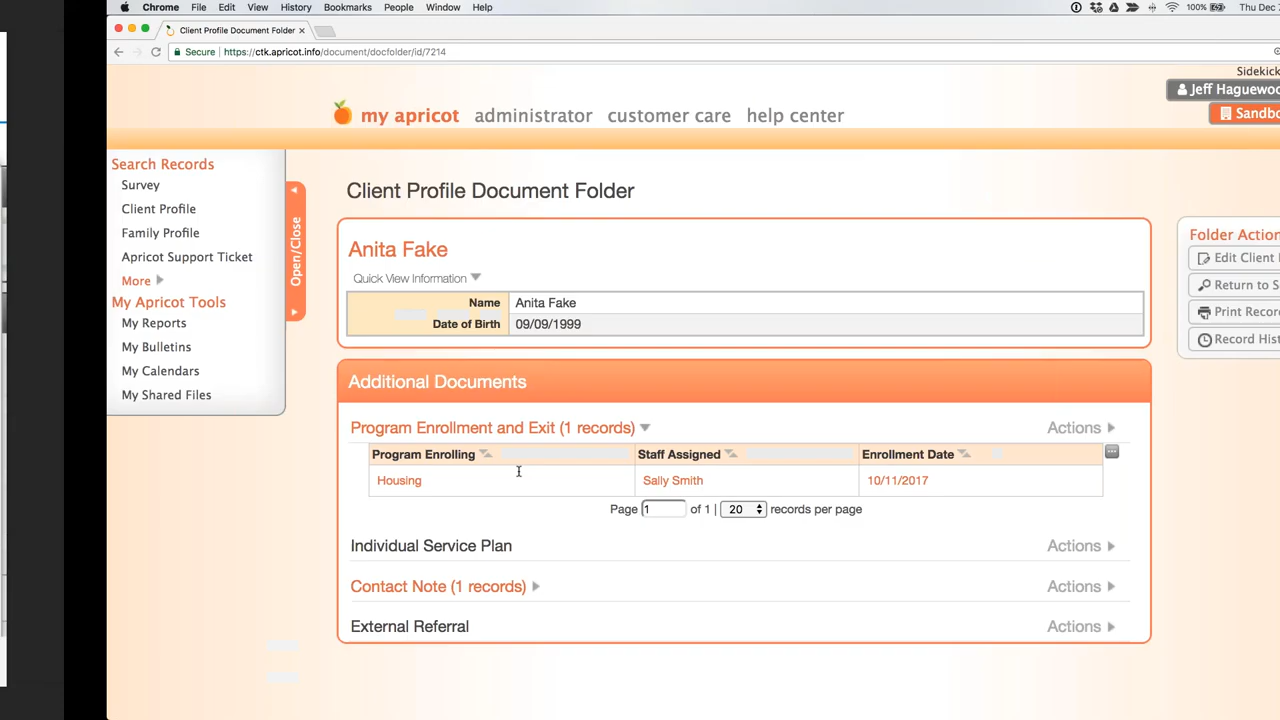 Chrome File Edit View History Bookmarks People Window Help 100% Thu Dec
Client Profile Document Folder
Secure https://ctk.apricot.info/document/docfolder/id/7214
Sidekick
my apricot administrator customer care help center
Jeff Haguewoo
Sandbo
Search Records
Survey
Client Profile
Family Profile
Apricot Support Ticket
More
My Apricot Tools
My Reports
My Bulletins
My Calendars
My Shared Files
Open/Close
Client Profile Document Folder
Anita Fake
Quick View Information
Name Anita Fake
Date of Birth 09/09/1999
Additional Documents
Program Enrollment and Exit (1 records) Actions
Program Enrolling Staff Assigned Enrollment Date
Housing Sally Smith 10/11/2017
Page 1 of 1 | 20 records per page
Individual Service Plan Actions
Contact Note (1 records) Actions
External Referral Actions
Folder Action
Edit Client
Return to S
Print Recor
Record Hist